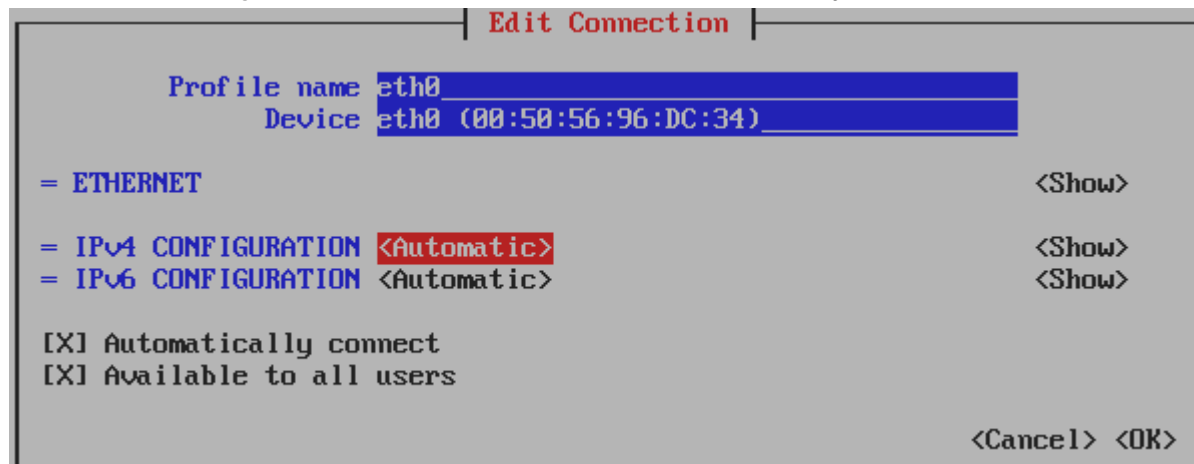 Edit Connection
Profile name eth0
Device eth0 (00:50:56:96:DC:34)
= ETHERNET <Show>
= IPv4 CONFIGURATION <Automatic> <Show>
= IPv6 CONFIGURATION <Automatic> <Show>
[X] Automatically connect
[X] Available to all users
<Cancel> <OK>